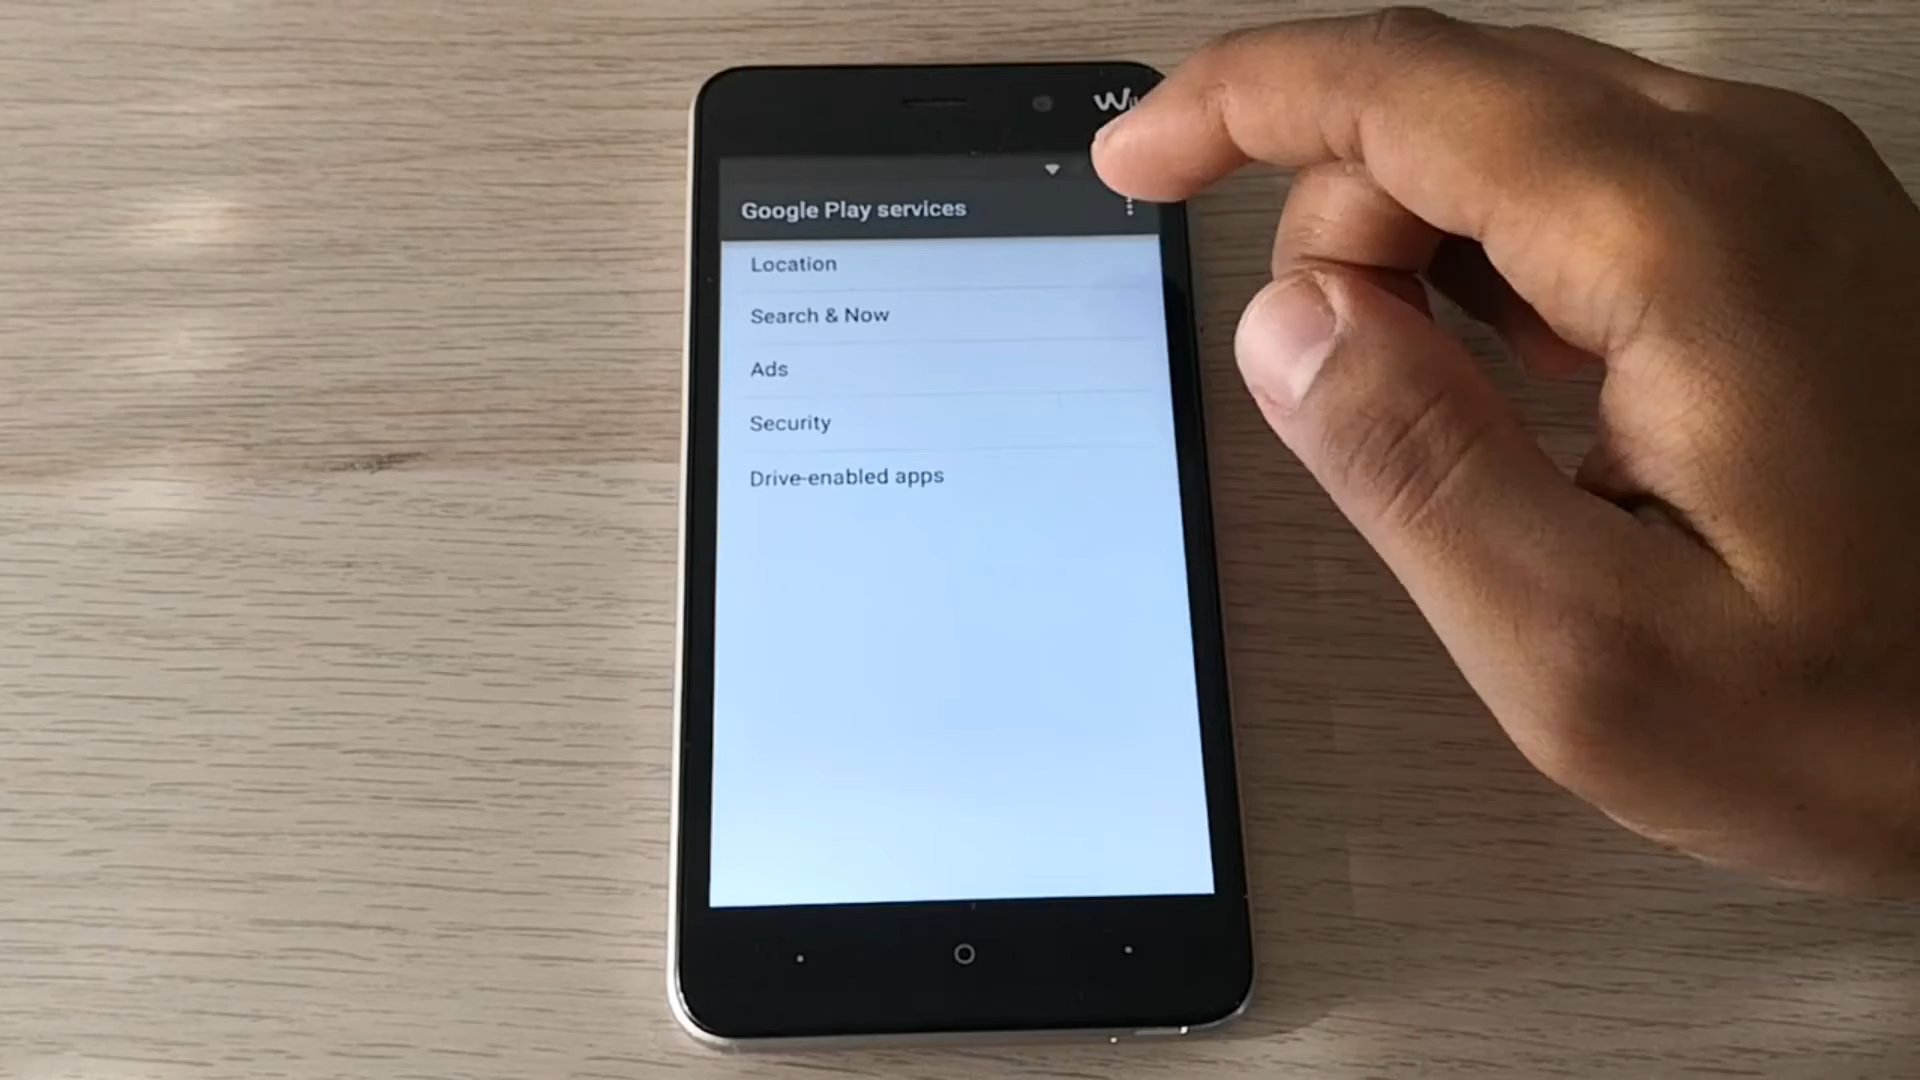 Google Play services
Location
Search & Now
Ads
Security
Drive-enabled apps